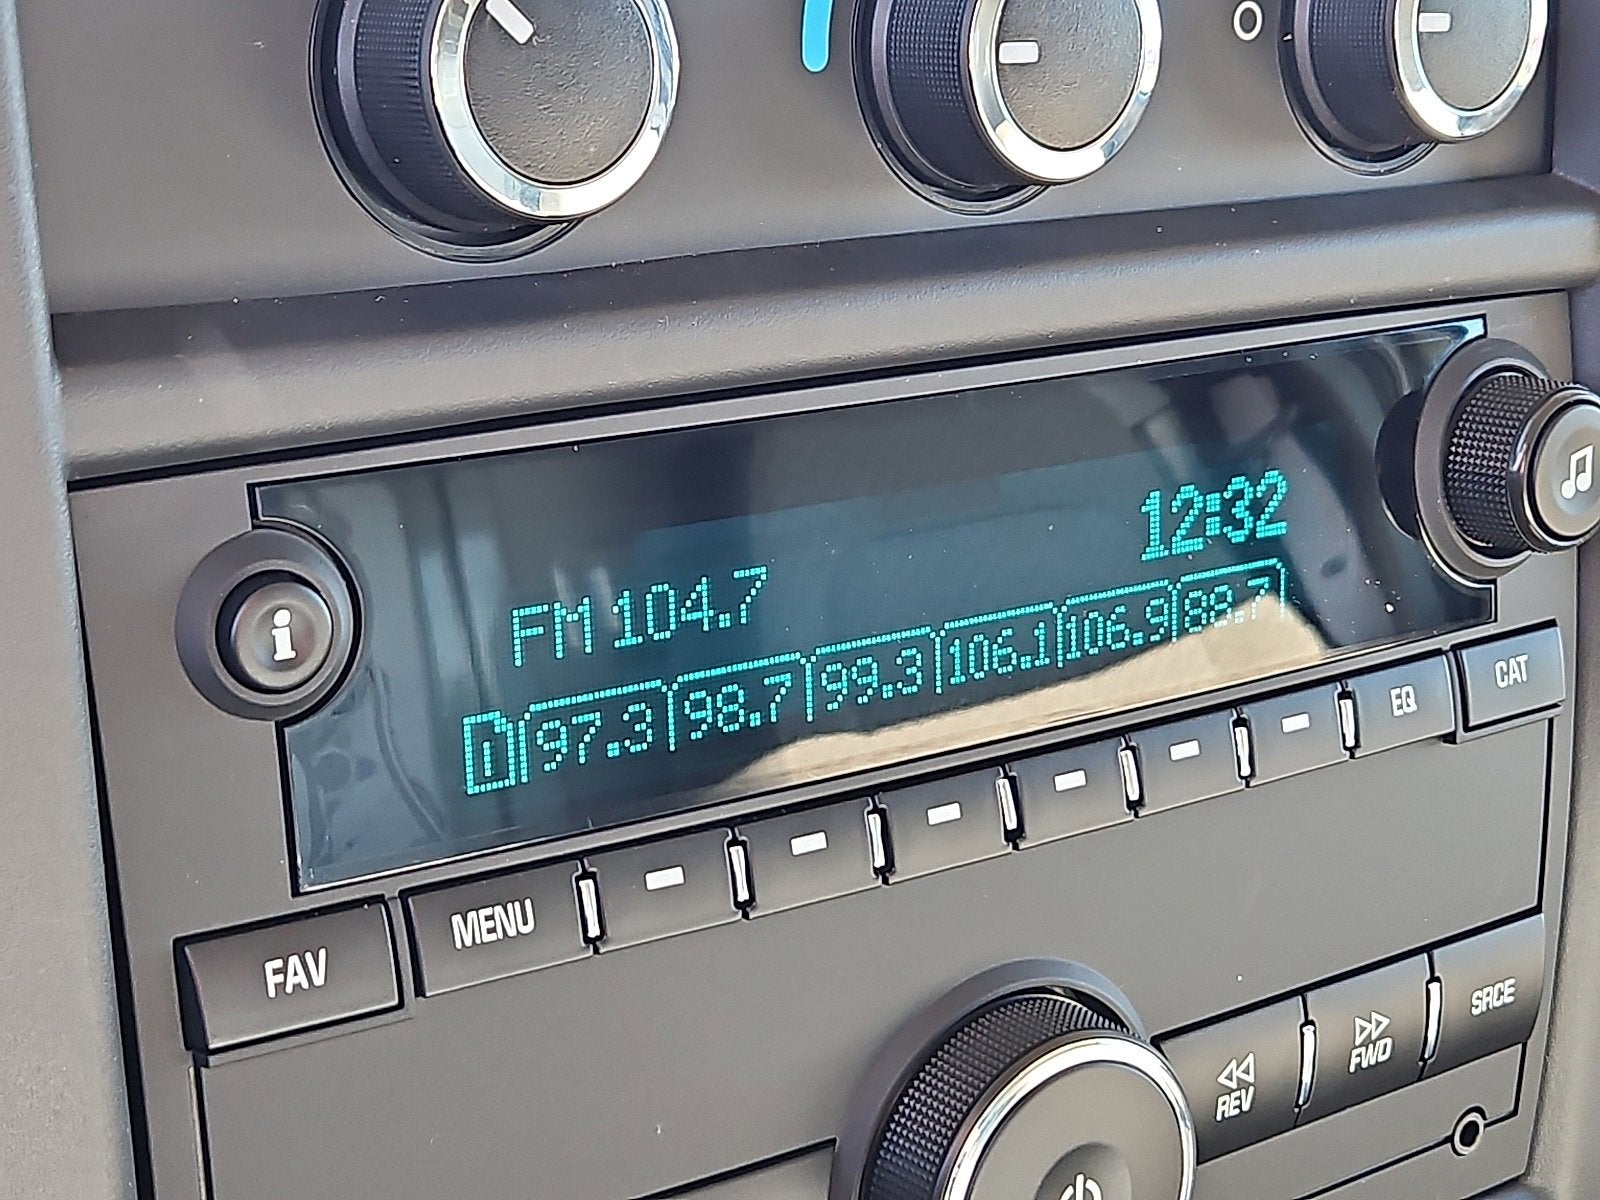 12:32
FM 104.7
1 97.3 98.7 99.3 106.1 106.9 88.7
i
FAV MENU EQ CAT
REV FWD SRCE